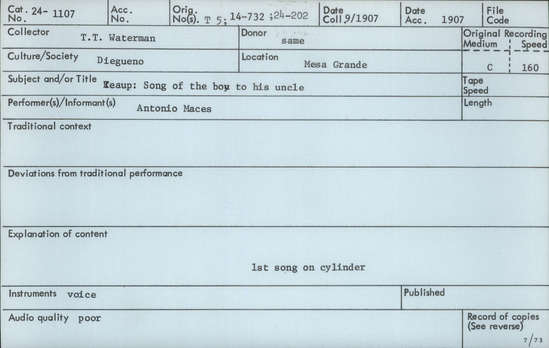 Cat. No. 24- 1107 Acc. No. Orig. No(s). T 5; 14-732 ;24-202 Date Coll. 9/1907 Date Acc. 1907 File Code
Collector T.T. Waterman Donor same Original Recording Medium Speed
Culture/Society Diegueno Location Mesa Grande C 160
Subject and/or Title Keaup: Song of the boy to his uncle Tape Speed
Performer(s)/Informant(s) Antonio Maces Length
Traditional context
Deviations from traditional performance
Explanation of content
1st song on cylinder
Instruments voice Published
Audio quality poor Record of copies (See reverse)
7/73